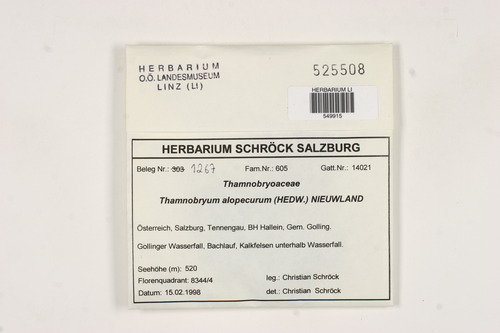 HERBARIUM
O.Ö. LANDESMUSEUM
LINZ (LI)
525508
HERBARIUM LI
549915
HERBARIUM SCHRÖCK SALZBURG
Beleg Nr.: 303 1267 Fam.Nr.: 605 Gatt.Nr.: 14021
Thamnobryoaceae
Thamnobryum alopecurum (HEDW.) NIEUWLAND
Österreich, Salzburg, Tennengau, BH Hallein, Gem. Golling.
Gollinger Wasserfall, Bachlauf, Kalkfelsen unterhalb Wasserfall.
Seehöhe (m): 520
Florenquadrant: 8344/4 leg.: Christian Schröck
Datum: 15.02.1998 det.: Christian Schröck